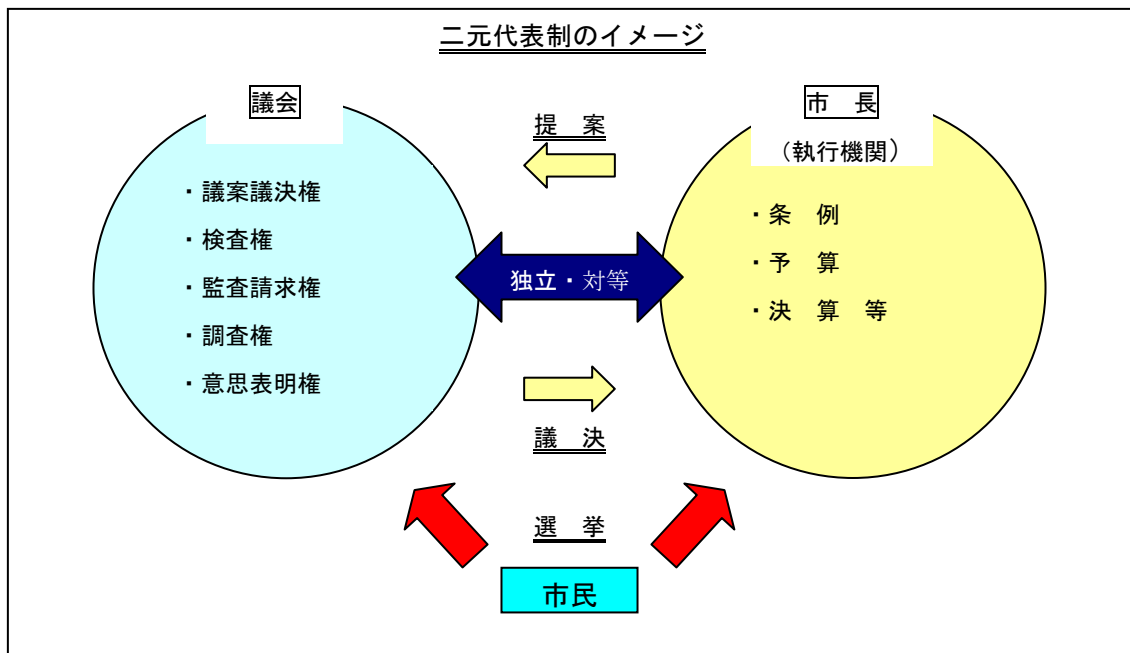 二元代表制のイメージ
議会
・議案議決権
・検査権
・監査請求権
・調査権
・意思表明権
提　案
独立・対等
議　決
市　長
（執行機関）
・条　例
・予　算
・決　算　等
選　挙
市民